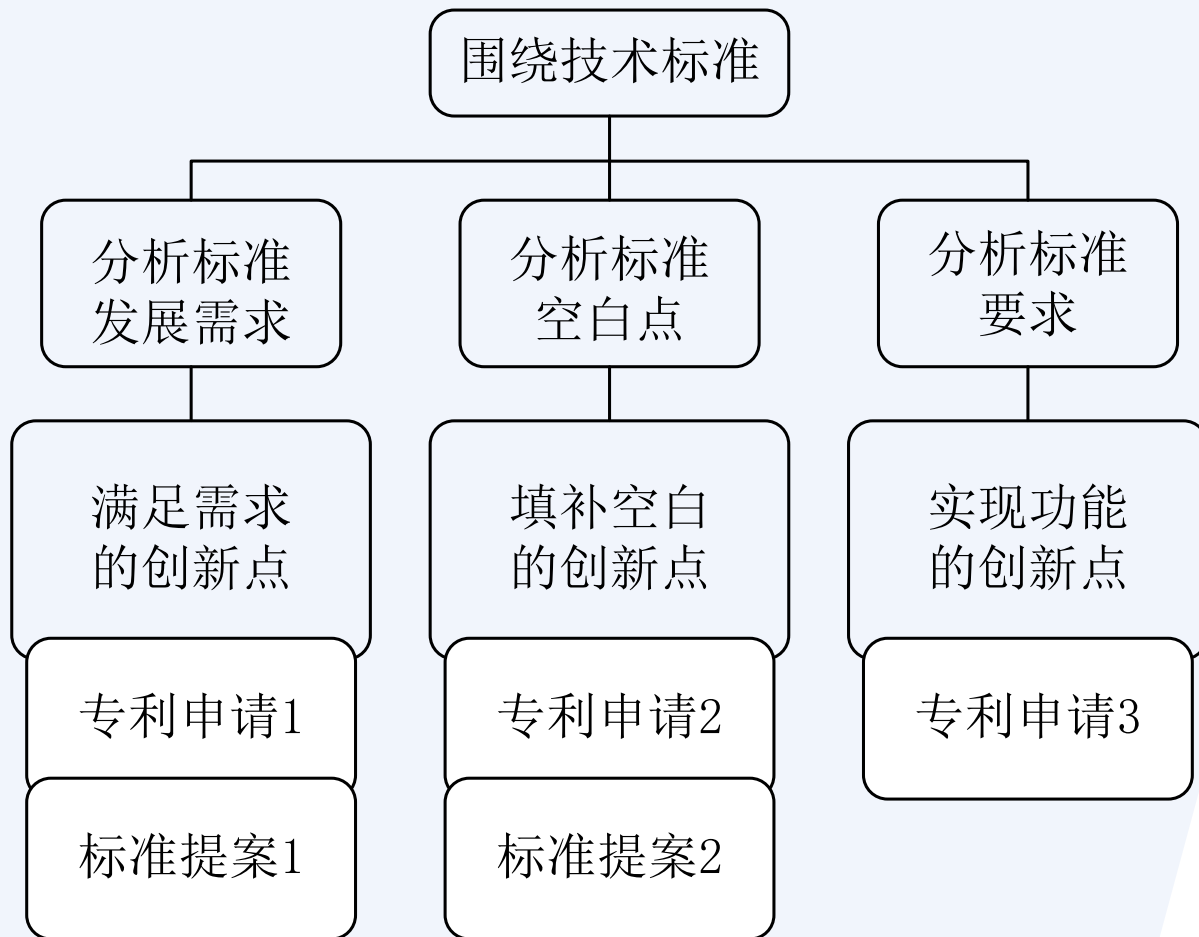 围绕技术标准
分析标准
发展需求
分析标准
空白点
分析标准
要求
满足需求
的创新点
填补空白
的创新点
实现功能
的创新点
专利申请1
专利申请2
专利申请3
标准提案1
标准提案2